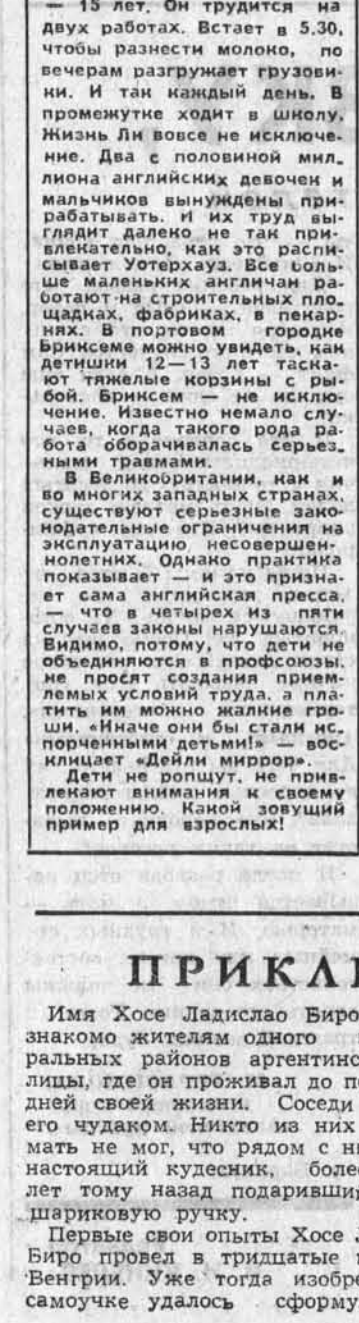 — 15 лет. Он трудится на
двух работах. Встает в 5.30,
чтобы разнести молоко, по
вечерам разгружает грузови-
ки. И так каждый день. В
промежутке ходит в школу.
Жизнь Ли вовсе не исключе-
ние. Два с половиной мил-
лиона английских девочек и
мальчиков вынуждены при-
рабатывать. И их труд вы-
глядит далеко не так при-
влекательно, как это распи-
сывает Уотерхауз. Все боль-
ше маленьких англичан ра-
ботают на строительных пло-
щадках, фабриках, в пекар-
нях. В портовом городке
Бриксеме можно увидеть, как
детишки 12—13 лет таска-
ют тяжелые корзины с ры-
бой. Бриксем — не исклю-
чение. Известно немало слу-
чаев, когда такого рода ра-
бота оборачивалась серьез-
ными травмами.
В Великобритании, как и
во многих западных странах,
существуют серьезные зако-
нодательные ограничения на
эксплуатацию несовершен-
нолетних. Однако практика
показывает — и это призна-
ет сама английская пресса,
— что в четырех из пяти
случаев законы нарушаются.
Видимо, потому, что дети не
объединяются в профсоюзы,
не просят создания прием-
лемых условий труда, а пла-
тить им можно жалкие гро-
ши. «Иначе они бы стали ис-
порченными детьми!» — вос-
клицает «Дейли миррор».
Дети не ропщут, не прив-
лекают внимания к своему
положению. Какой зовущий
пример для взрослых!
ПРИКЛ
Имя Хосе Ладислао Биро
знакомо жителям одного
ральных районов аргентинс
лицы, где он проживал до п
дней своей жизни. Соседи
его чудаком. Никто из них
мать не мог, что рядом с н
настоящий кудесник, боле
лет тому назад подаривши
шариковую ручку.
Первые свои опыты Хосе
Биро провел в тридцатые
Венгрии. Уже тогда изобре
самоучке удалось сформу